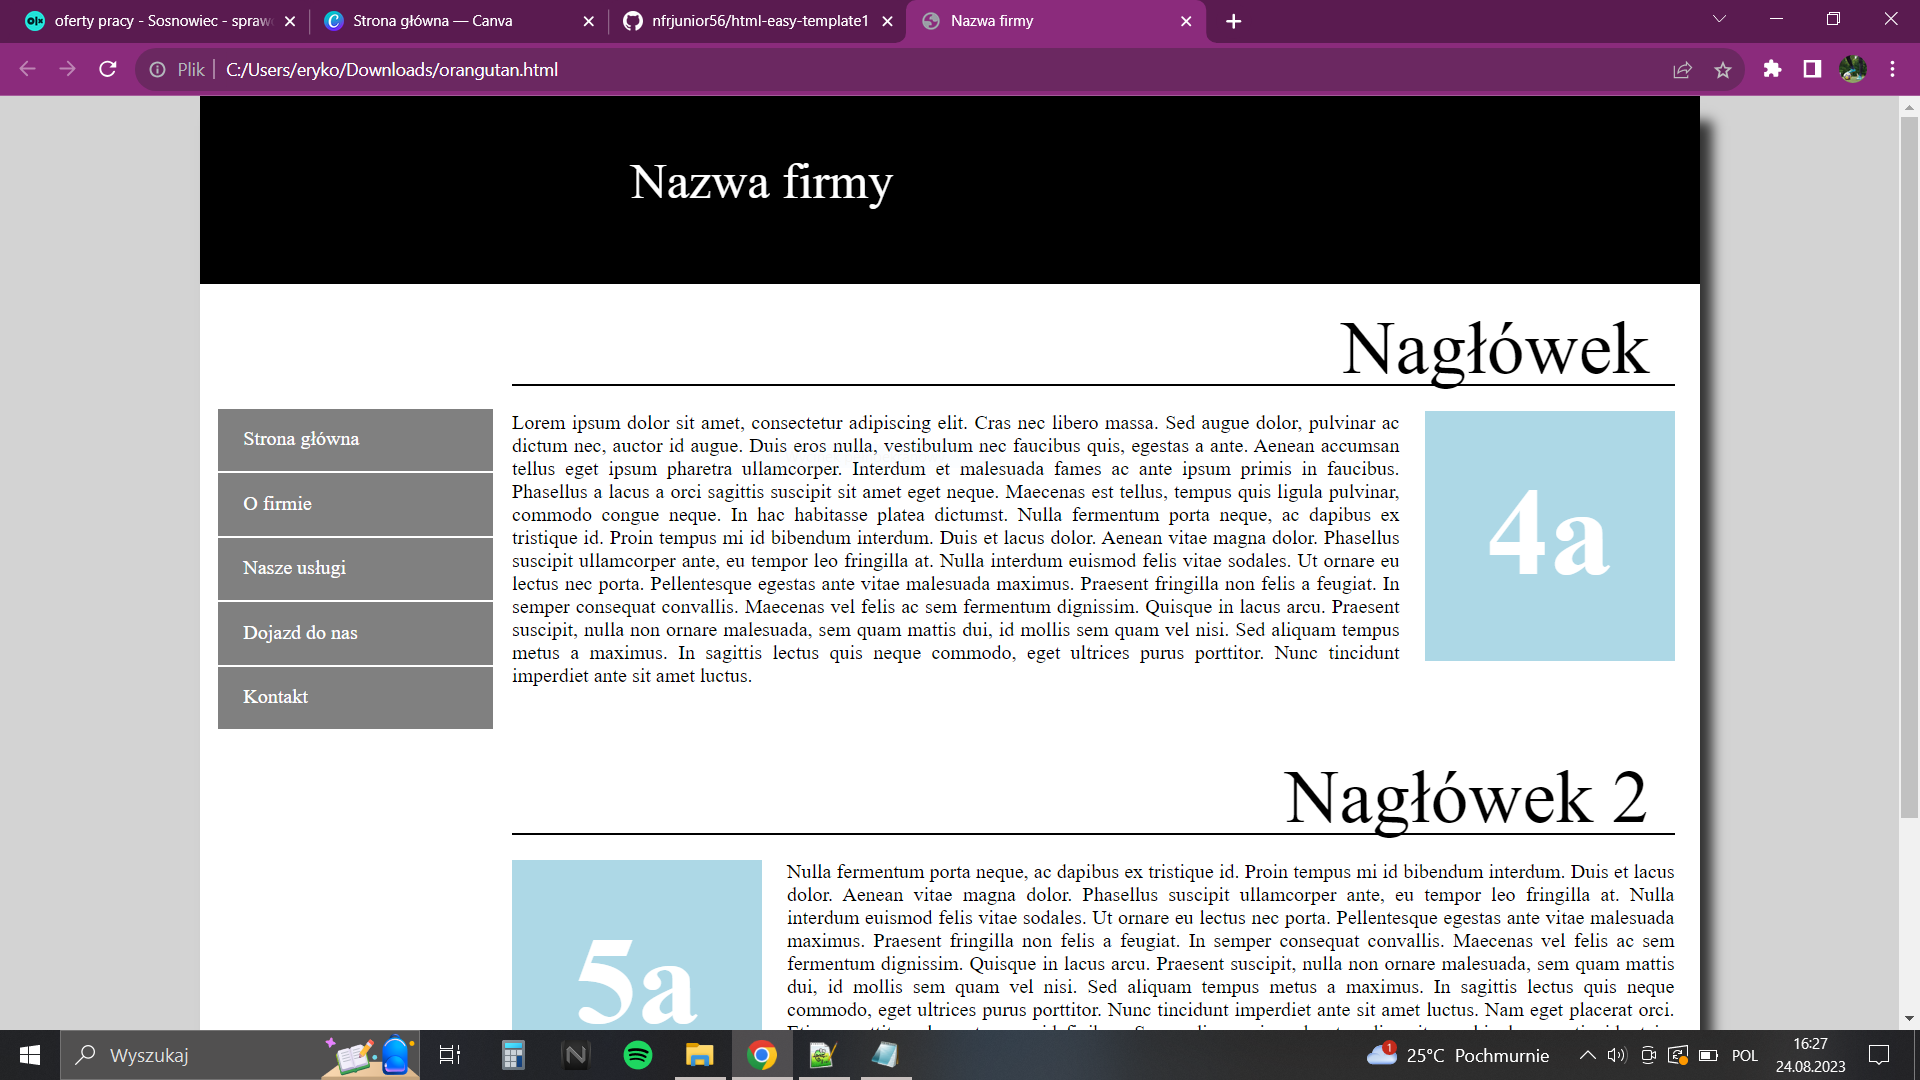 oferty pracy - Sosnowiec - spraw
Strona główna — Canva
nfrjunior56/html-easy-template1
Nazwa firmy
Plik
C:/Users/eryko/Downloads/orangutan.html
Nazwa firmy
Nagłówek
Strona główna
O firmie
Nasze usługi
Dojazd do nas
Kontakt
Lorem ipsum dolor sit amet, consectetur adipiscing elit. Cras nec libero massa. Sed augue dolor, pulvinar ac
dictum nec, auctor id augue. Duis eros nulla, vestibulum nec faucibus quis, egestas a ante. Aenean accumsan
tellus eget ipsum pharetra ullamcorper. Interdum et malesuada fames ac ante ipsum primis in faucibus.
Phasellus a lacus a orci sagittis suscipit sit amet eget neque. Maecenas est tellus, tempus quis ligula pulvinar,
commodo congue neque. In hac habitasse platea dictumst. Nulla fermentum porta neque, ac dapibus ex
tristique id. Proin tempus mi id bibendum interdum. Duis et lacus dolor. Aenean vitae magna dolor. Phasellus
suscipit ullamcorper ante, eu tempor leo fringilla at. Nulla interdum euismod felis vitae sodales. Ut ornare eu
lectus nec porta. Pellentesque egestas ante vitae malesuada maximus. Praesent fringilla non felis a feugiat. In
semper consequat convallis. Maecenas vel felis ac sem fermentum dignissim. Quisque in lacus arcu. Praesent
suscipit, nulla non ornare malesuada, sem quam mattis dui, id mollis sem quam vel nisi. Sed aliquam tempus
metus a maximus. In sagittis lectus quis neque commodo, eget ultrices purus porttitor. Nunc tincidunt
imperdiet ante sit amet luctus.
4a
Nagłówek 2
5a
Nulla fermentum porta neque, ac dapibus ex tristique id. Proin tempus mi id bibendum interdum. Duis et lacus
dolor. Aenean vitae magna dolor. Phasellus suscipit ullamcorper ante, eu tempor leo fringilla at. Nulla
interdum euismod felis vitae sodales. Ut ornare eu lectus nec porta. Pellentesque egestas ante vitae malesuada
maximus. Praesent fringilla non felis a feugiat. In semper consequat convallis. Maecenas vel felis ac sem
fermentum dignissim. Quisque in lacus arcu. Praesent suscipit, nulla non ornare malesuada, sem quam mattis
dui, id mollis sem quam vel nisi. Sed aliquam tempus metus a maximus. In sagittis lectus quis neque
commodo, eget ultrices purus porttitor. Nunc tincidunt imperdiet ante sit amet luctus. Nam eget placerat orci.
Wyszukaj
1
25°C Pochmurnie
POL
16:27
24.08.2023